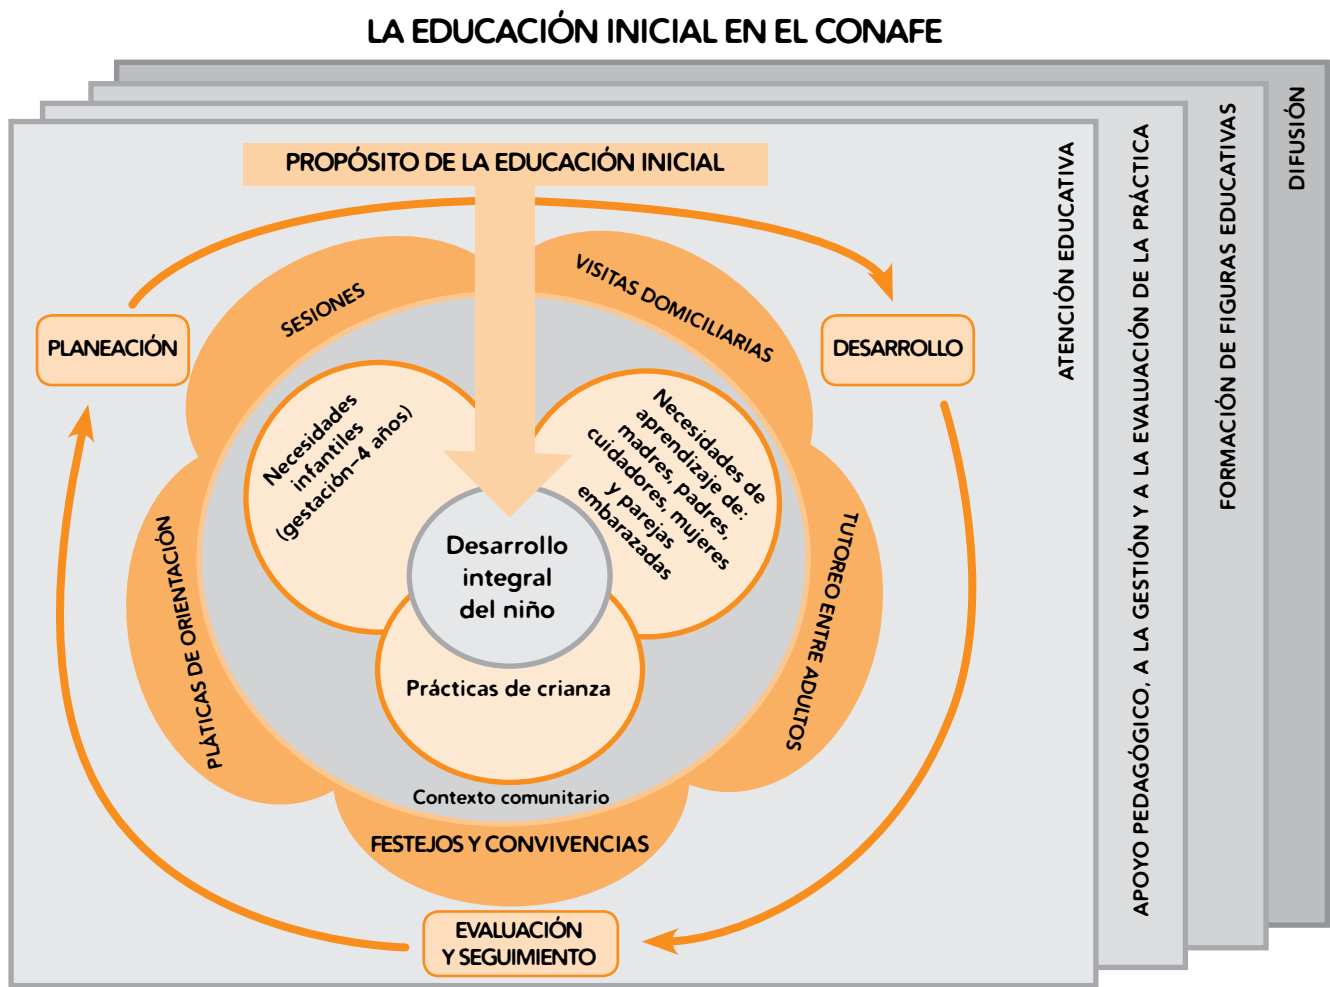 LA EDUCACIÓN INICIAL EN EL CONAFE
PROPÓSITO DE LA EDUCACIÓN INICIAL
SESIONES
VISITAS DOMICILIARIAS
PLANEACIÓN
DESARROLLO
Necesidades
infantiles
(gestación–4 años)
Necesidades de
aprendizaje de:
madres, padres,
cuidadores, mujeres
y parejas
embarazadas
Desarrollo
integral
del niño
Prácticas de crianza
Contexto comunitario
PLÁTICAS DE ORIENTACIÓN
TUTOREO ENTRE ADULTOS
FESTEJOS Y CONVIVENCIAS
EVALUACIÓN
Y SEGUIMIENTO
ATENCIÓN EDUCATIVA
APOYO PEDAGÓGICO, A LA GESTIÓN Y A LA EVALUACIÓN DE LA PRÁCTICA
FORMACIÓN DE FIGURAS EDUCATIVAS
DIFUSIÓN